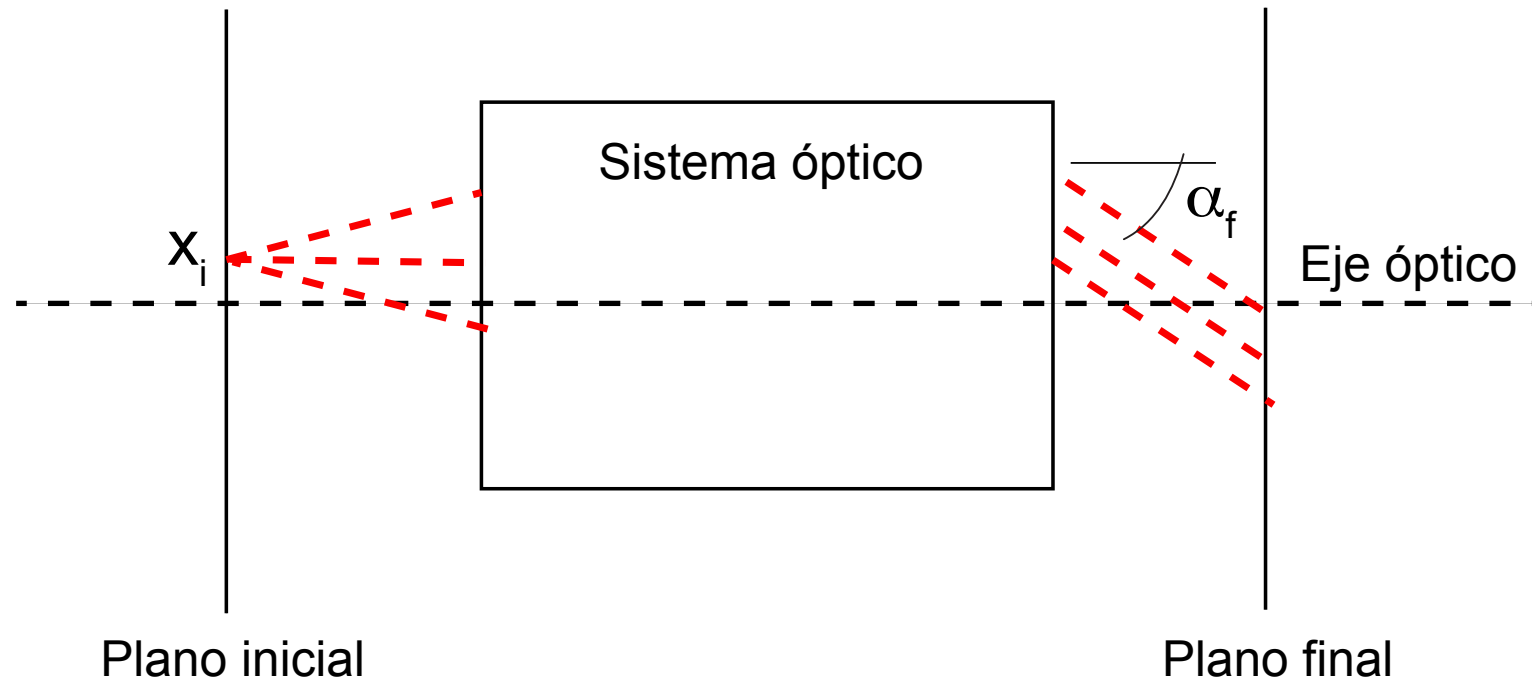 Sistema óptico
αf
xi
Eje óptico
Plano inicial
Plano final